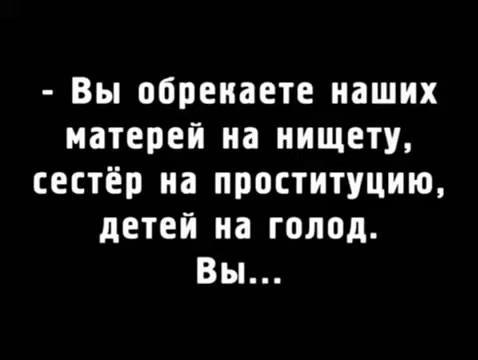 - Вы обрекаете наших
матерей на нищету,
сестёр на проституцию,
детей на голод.
Вы...